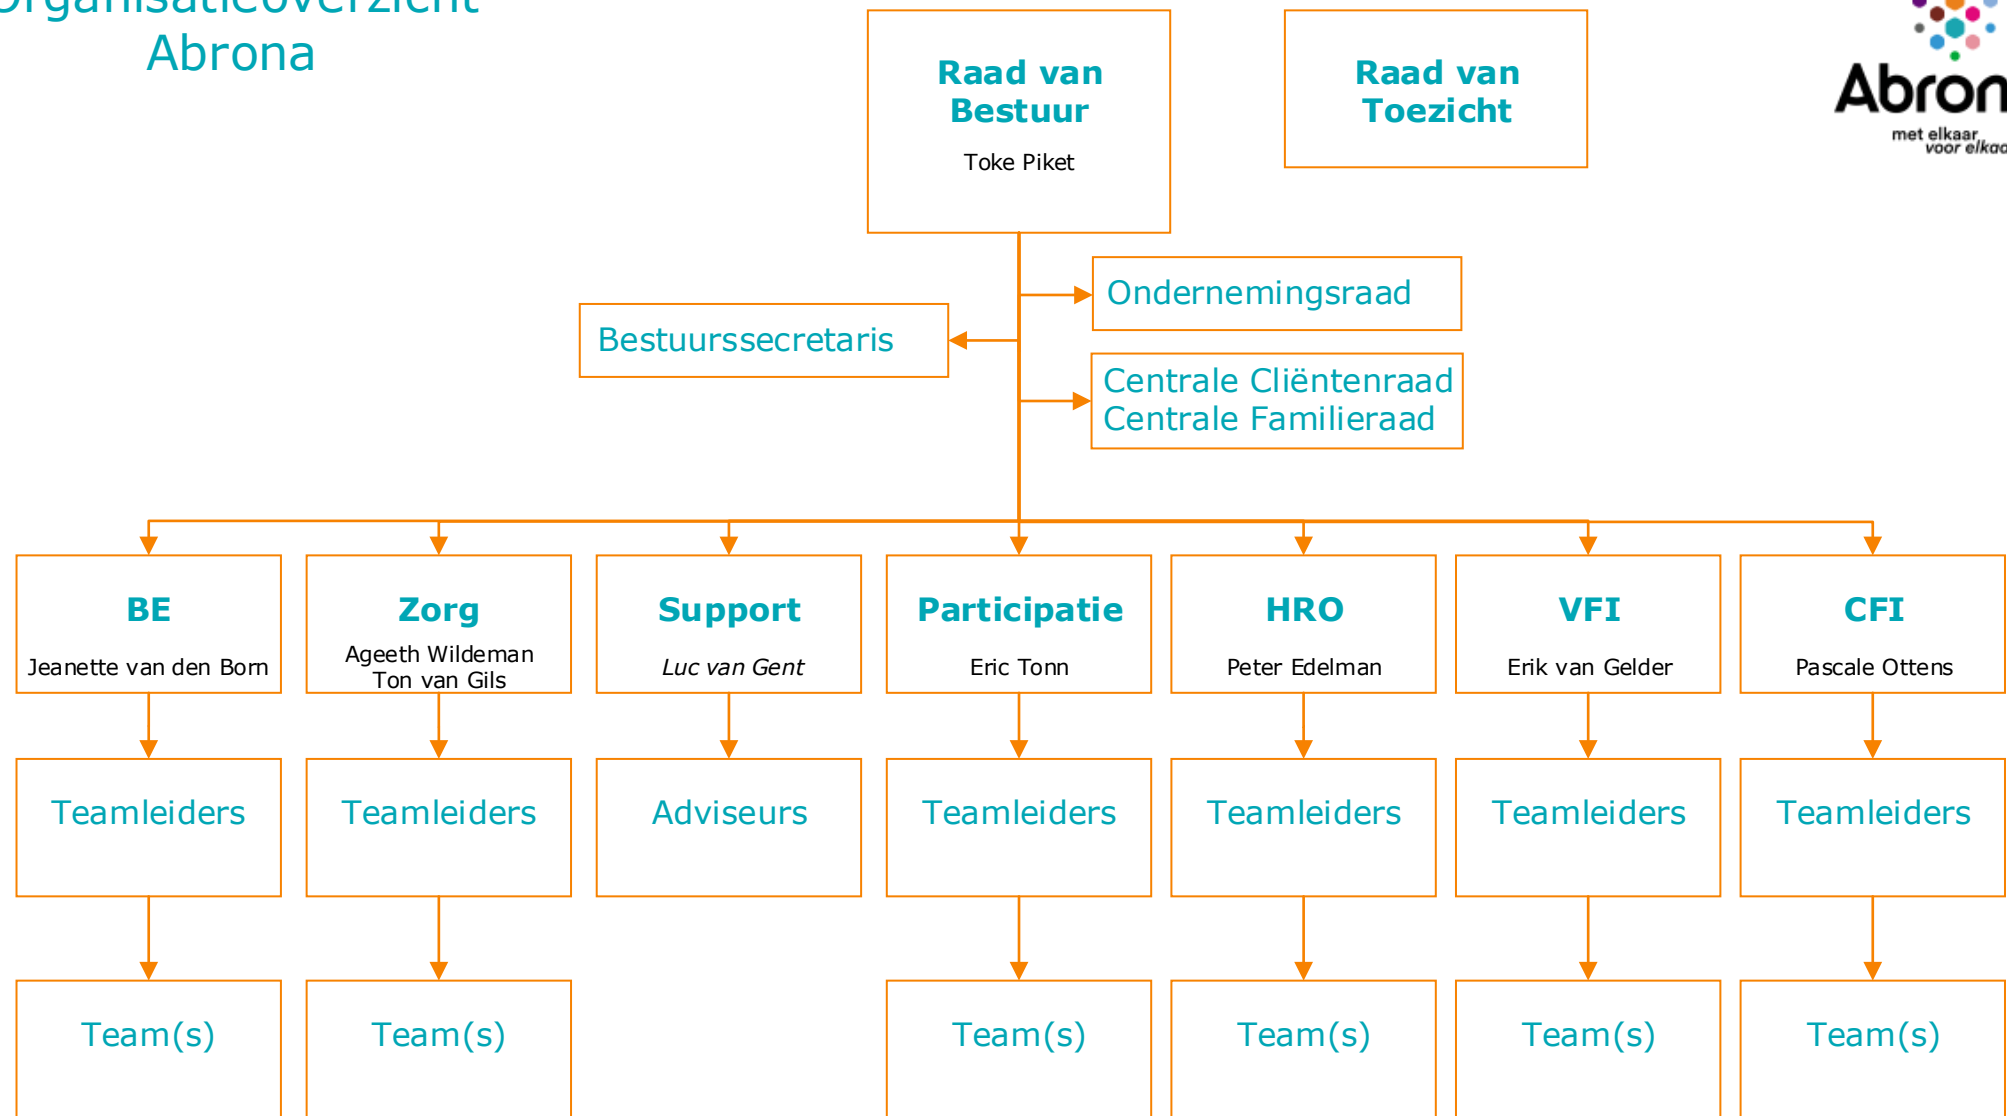 Organisatieoverzicht
Abrona
Raad van
Bestuur
Toke Piket
Raad van
Toezicht
Abron
met elkaar
voor elkaa
Ondernemingsraad
Bestuurssecretaris
Centrale Cliëntenraad
Centrale Familieraad
BE
Jeanette van den Born
Zorg
Ageeth Wildeman
Ton van Gils
Support
Luc van Gent
Participatie
Eric Tonn
HRO
Peter Edelman
VFI
Erik van Gelder
CFI
Pascale Ottens
Teamleiders
Teamleiders
Adviseurs
Teamleiders
Teamleiders
Teamleiders
Teamleiders
Team(s)
Team(s)
Team(s)
Team(s)
Team(s)
Team(s)